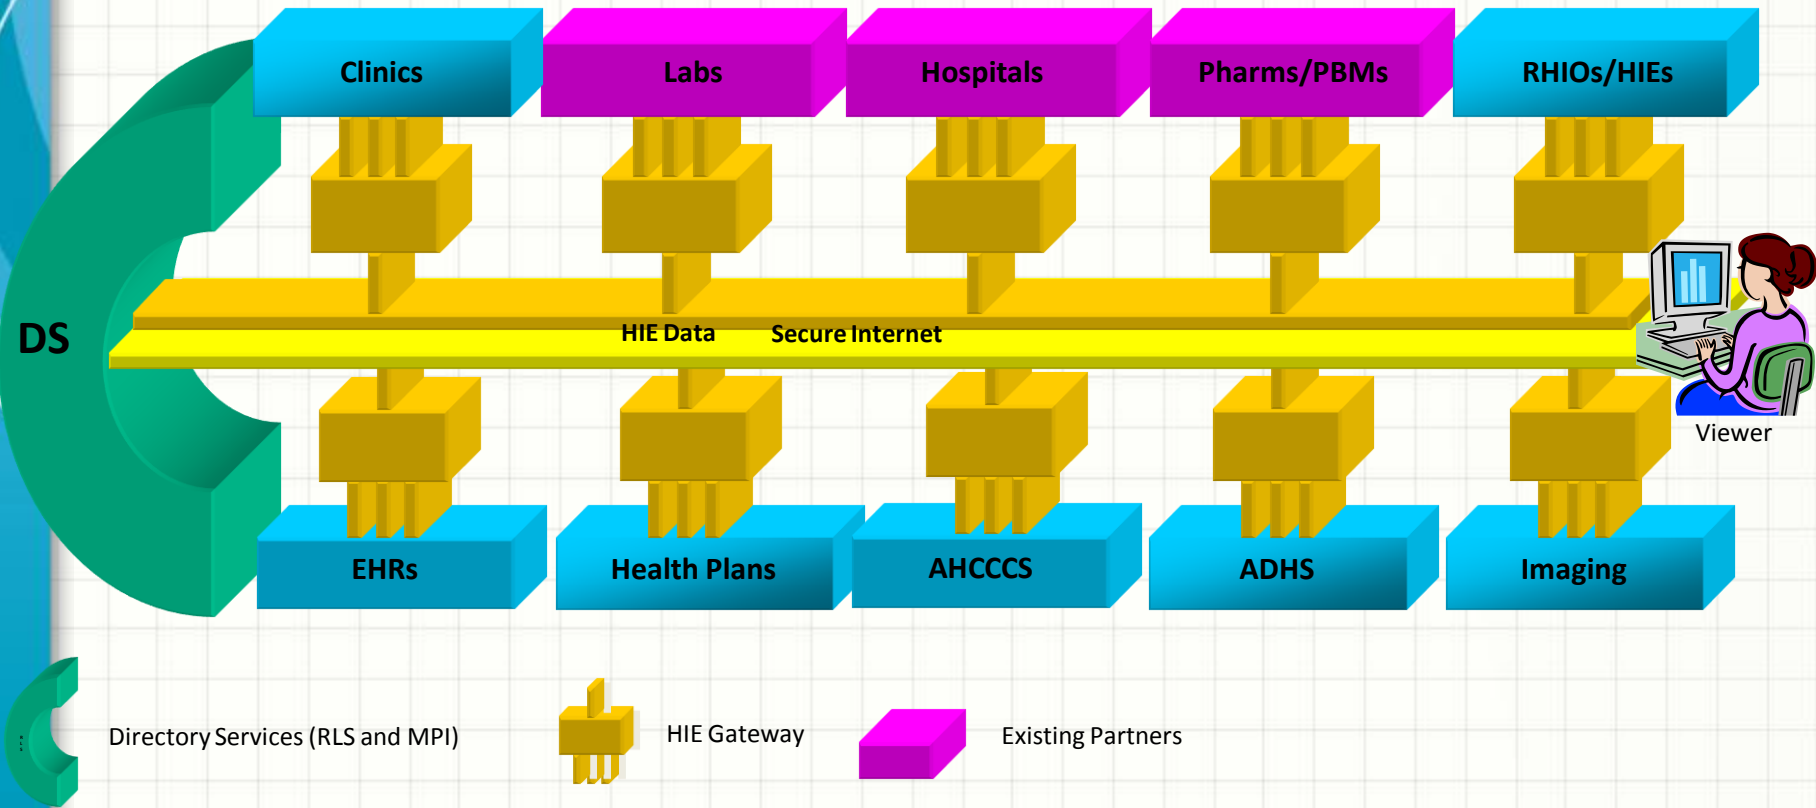 Clinics
Labs
Hospitals
Pharms/PBMs
RHIOs/HIEs
DS
HIE Data Secure Internet
Viewer
EHRs
Health Plans
AHCCCS
ADHS
Imaging
Directory Services (RLS and MPI)
HIE Gateway
Existing Partners